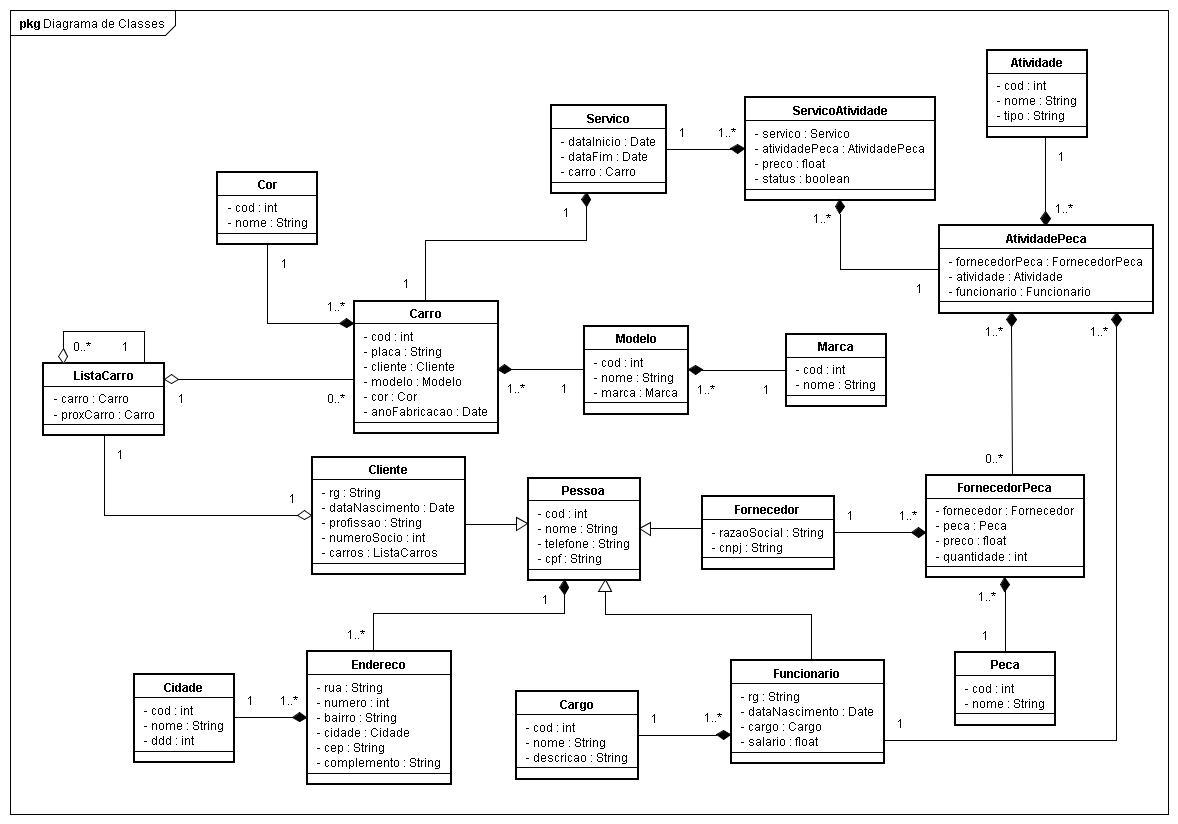 pkg Diagrama de Classes
Atividade
- cod : int
- nome : String
- tipo : String
Servico
- dataInicio : Date
- dataFim : Date
- carro : Carro
ServicoAtividade
- servico : Servico
- atividadePeca : AtividadePeca
- preco : float
- status : boolean
1
1..*
1
1..*
1
1..*
1
Cor
- cod : int
- nome : String
1
1..*
1
AtividadePeca
- fornecedorPeca : FornecedorPeca
- atividade : Atividade
- funcionario : Funcionario
1..*
1..*
Carro
- cod : int
- placa : String
- cliente : Cliente
- modelo : Modelo
- cor : Cor
- anoFabricacao : Date
Modelo
- cod : int
- nome : String
- marca : Marca
1..*
1
Marca
- cod : int
- nome : String
1..*
1
0..*
1
ListaCarro
- carro : Carro
- proxCarro : Carro
1
0..*
1
1
Cliente
- rg : String
- dataNascimento : Date
- profissao : String
- numeroSocio : int
- carros : ListaCarros
Pessoa
- cod : int
- nome : String
- telefone : String
- cpf : String
Fornecedor
- razaoSocial : String
- cnpj : String
1
1..*
0..*
FornecedorPeca
- fornecedor : Fornecedor
- peca : Peca
- preco : float
- quantidade : int
1..*
1
1
1..*
Cidade
- cod : int
- nome : String
- ddd : int
1
1..*
Endereco
- rua : String
- numero : int
- bairro : String
- cidade : Cidade
- cep : String
- complemento : String
Cargo
- cod : int
- nome : String
- descricao : String
1
1..*
Funcionario
- rg : String
- dataNascimento : Date
- cargo : Cargo
- salario : float
1
Peca
- cod : int
- nome : String